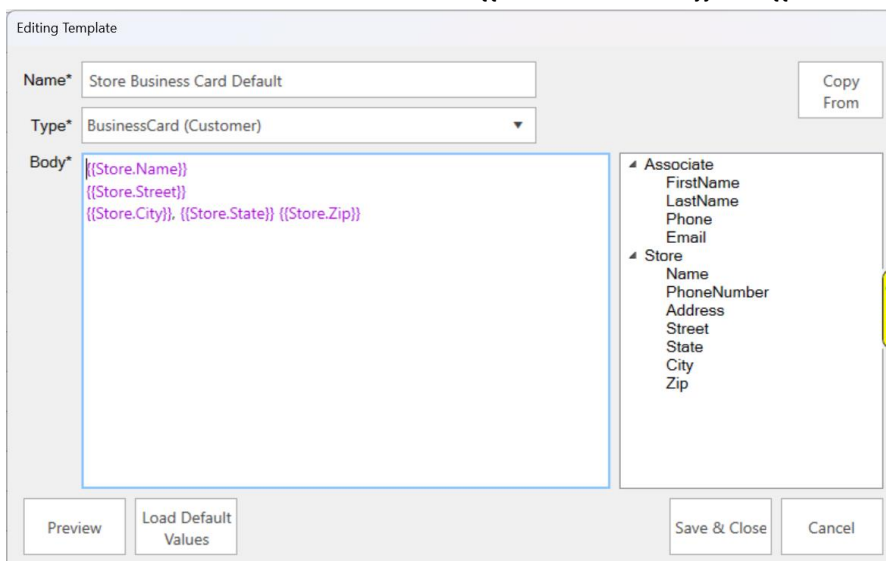 Editing Template
Name* Store Business Card Default
Copy
From
Type* BusinessCard (Customer)
Body* {{Store.Name}}
{{Store.Street}}
{{Store.City}}, {{Store.State}} {{Store.Zip}}
Associate
FirstName
LastName
Phone
Email
Store
Name
PhoneNumber
Address
Street
State
City
Zip
Preview
Load Default
Values
Save & Close
Cancel